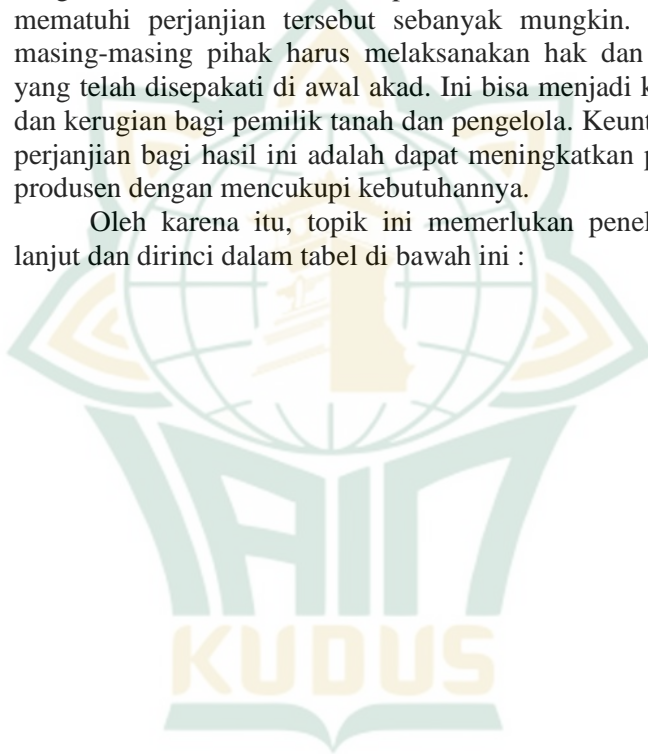 mematuhi perjanjian tersebut sebanyak mungkin.
masing-masing pihak harus melaksanakan hak dan
yang telah disepakati di awal akad. Ini bisa menjadi
dan kerugian bagi pemilik tanah dan pengelola.
perjanjian bagi hasil ini adalah dapat meningkatkan
produsen dengan mencukupi kebutuhannya.
Oleh karena itu, topik ini memerlukan
lanjut dan dirinci dalam tabel di bawah ini :
IAIN
KUDUS